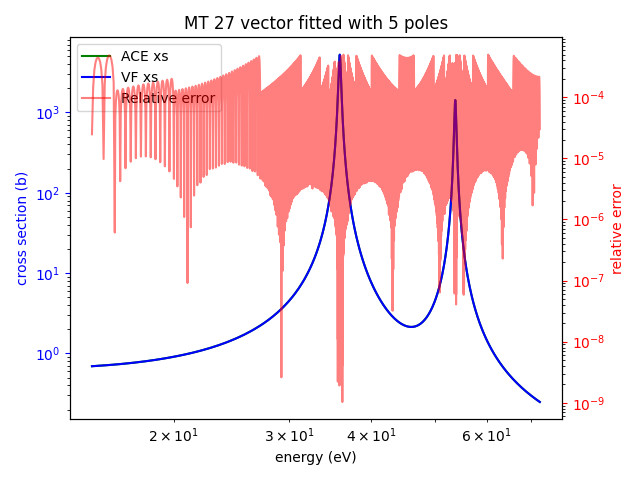 MT 27 vector fitted with 5 poles
ACE xs
VF xs
Relative error
cross section (b)
10³
10²
10¹
10⁰
10⁻⁴
10⁻⁵
10⁻⁶
10⁻⁷
10⁻⁸
10⁻⁹
relative error
2 × 10¹
3 × 10¹
4 × 10¹
6 × 10¹
energy (eV)